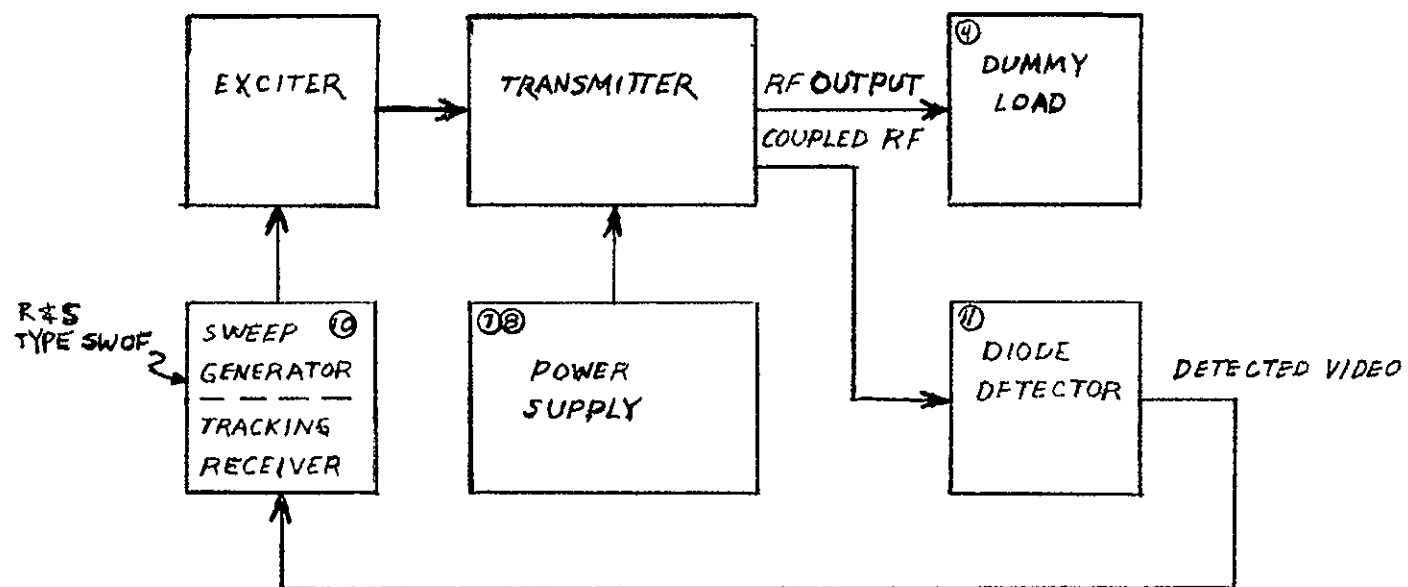 EXCITER
TRANSMITTER
RF OUTPUT
COUPLED RF
④
DUMMY
LOAD
R & S
TYPE SWOF
SWEEP ⑩
GENERATOR
TRACKING
RECEIVER
⑦⑧
POWER
SUPPLY
⑪
DIODE
DETECTOR
DETECTED VIDEO